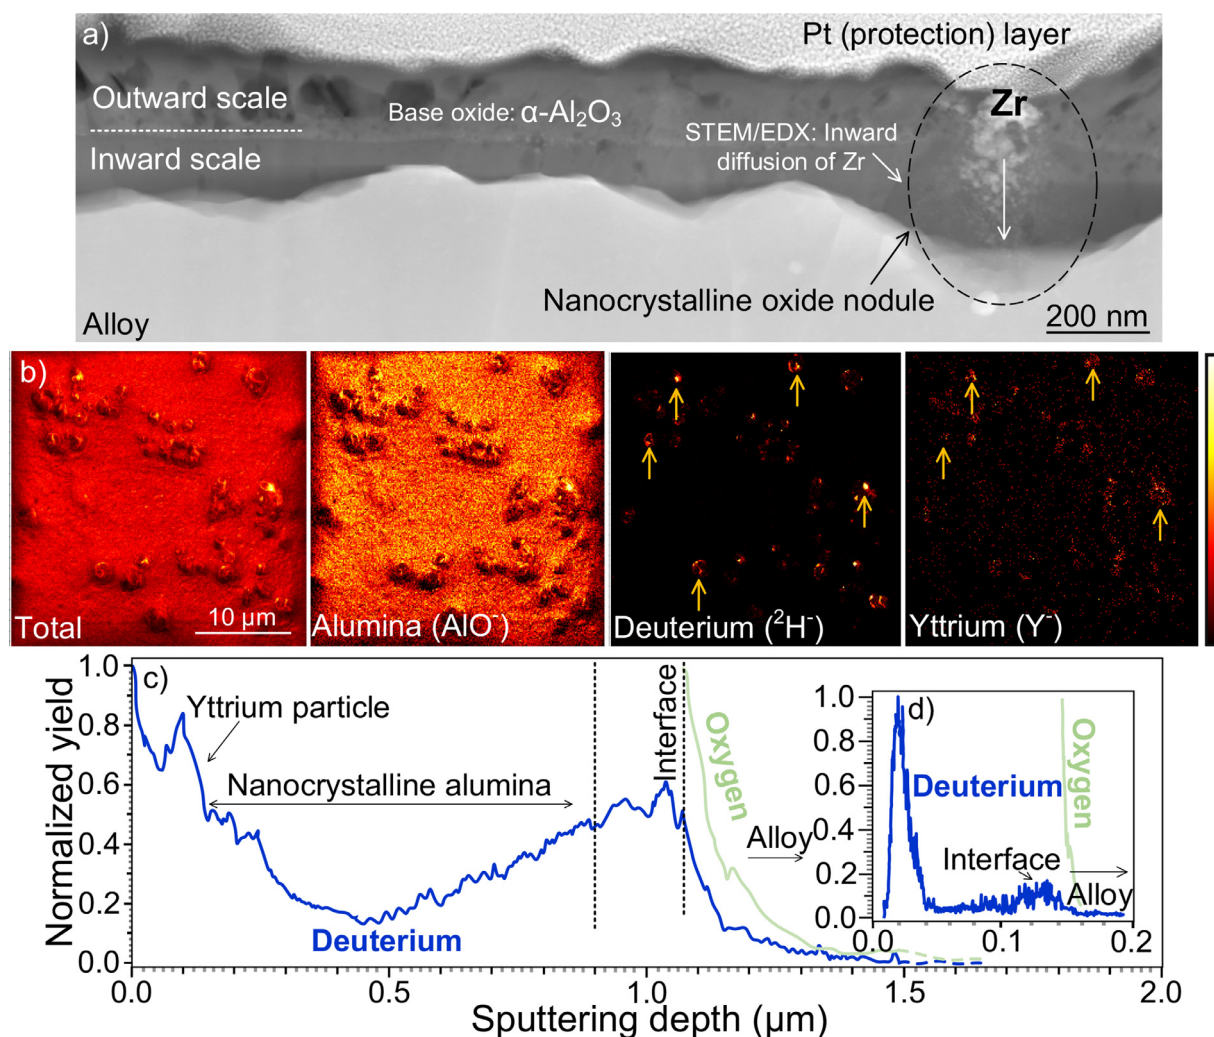 a)
Pt (protection) layer
Outward scale
Base oxide: α-Al₂O₃
Zr
STEM/EDX: Inward
diffusion of Zr
Inward scale
Nanocrystalline oxide nodule
Alloy
200 nm
b)
10 µm
Total
Alumina (AlO⁻)
Deuterium (²H⁻)
Yttrium (Y⁻)
c)
Normalized yield
1.0
0.8
0.6
0.4
0.2
0.0
Yttrium particle
Nanocrystalline alumina
Interface
Oxygen
Alloy
Deuterium
0.0
0.5
1.0
1.5
2.0
Sputtering depth (µm)
d)
1.0
0.8
0.6
0.4
0.2
0.0
Deuterium
Oxygen
Interface
Alloy
0.0
0.1
0.2